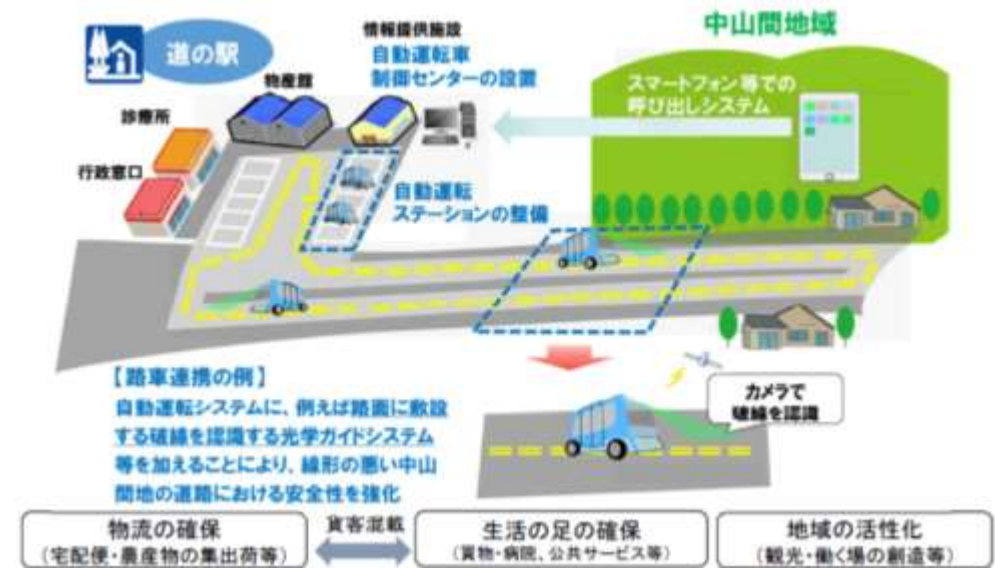 道の駅
情報提供施設
自動運転車
制御センターの設置
中山間地域
物産館
スマートフォン等での
呼び出しシステム
診療所
行政窓口
自動運転
ステーションの整備
【路車連携の例】
自動運転システムに、例えば路面に敷設
する破線を認識する光学ガイドシステム
等を加えることにより、線形の悪い中山
間地の道路における安全性を強化
カメラで
破線を認識
物流の確保
(宅配便・農産物の集出荷等)
貨客混載
生活の足の確保
(買物・病院、公共サービス等)
地域の活性化
(観光・働く場の創造等)